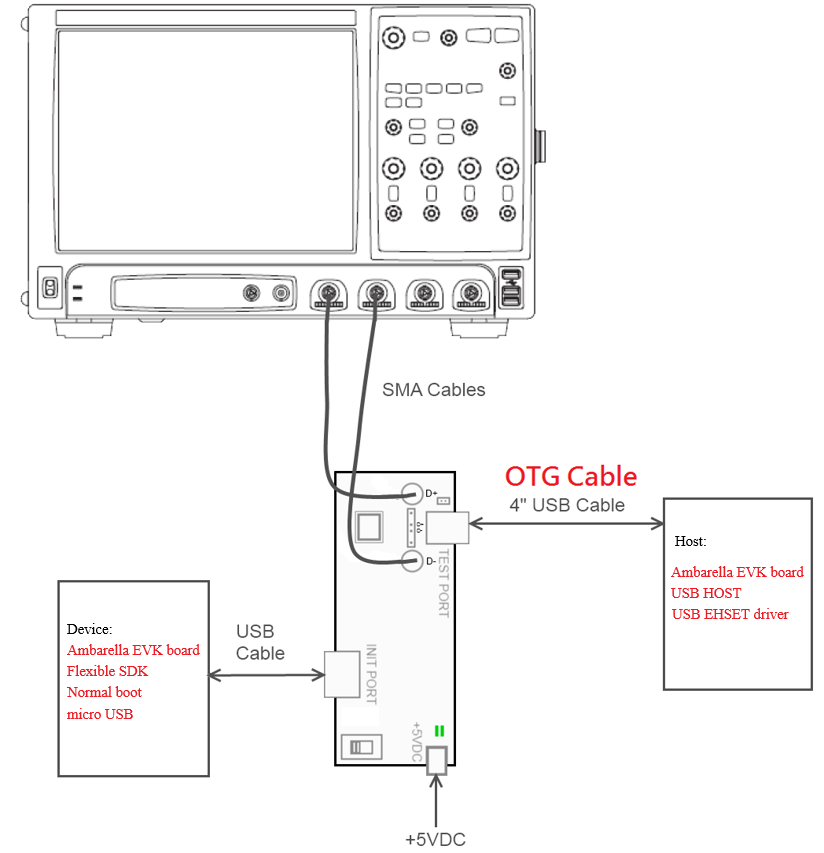 SMA Cables
OTG Cable
4" USB Cable
D+
D-
TEST PORT
Host:
Ambarella EVK board
USB HOST
USB EHSET driver
Device:
Ambarella EVK board
Flexible SDK
Normal boot
micro USB
USB
Cable
INIT PORT
+5VDC
+5VDC